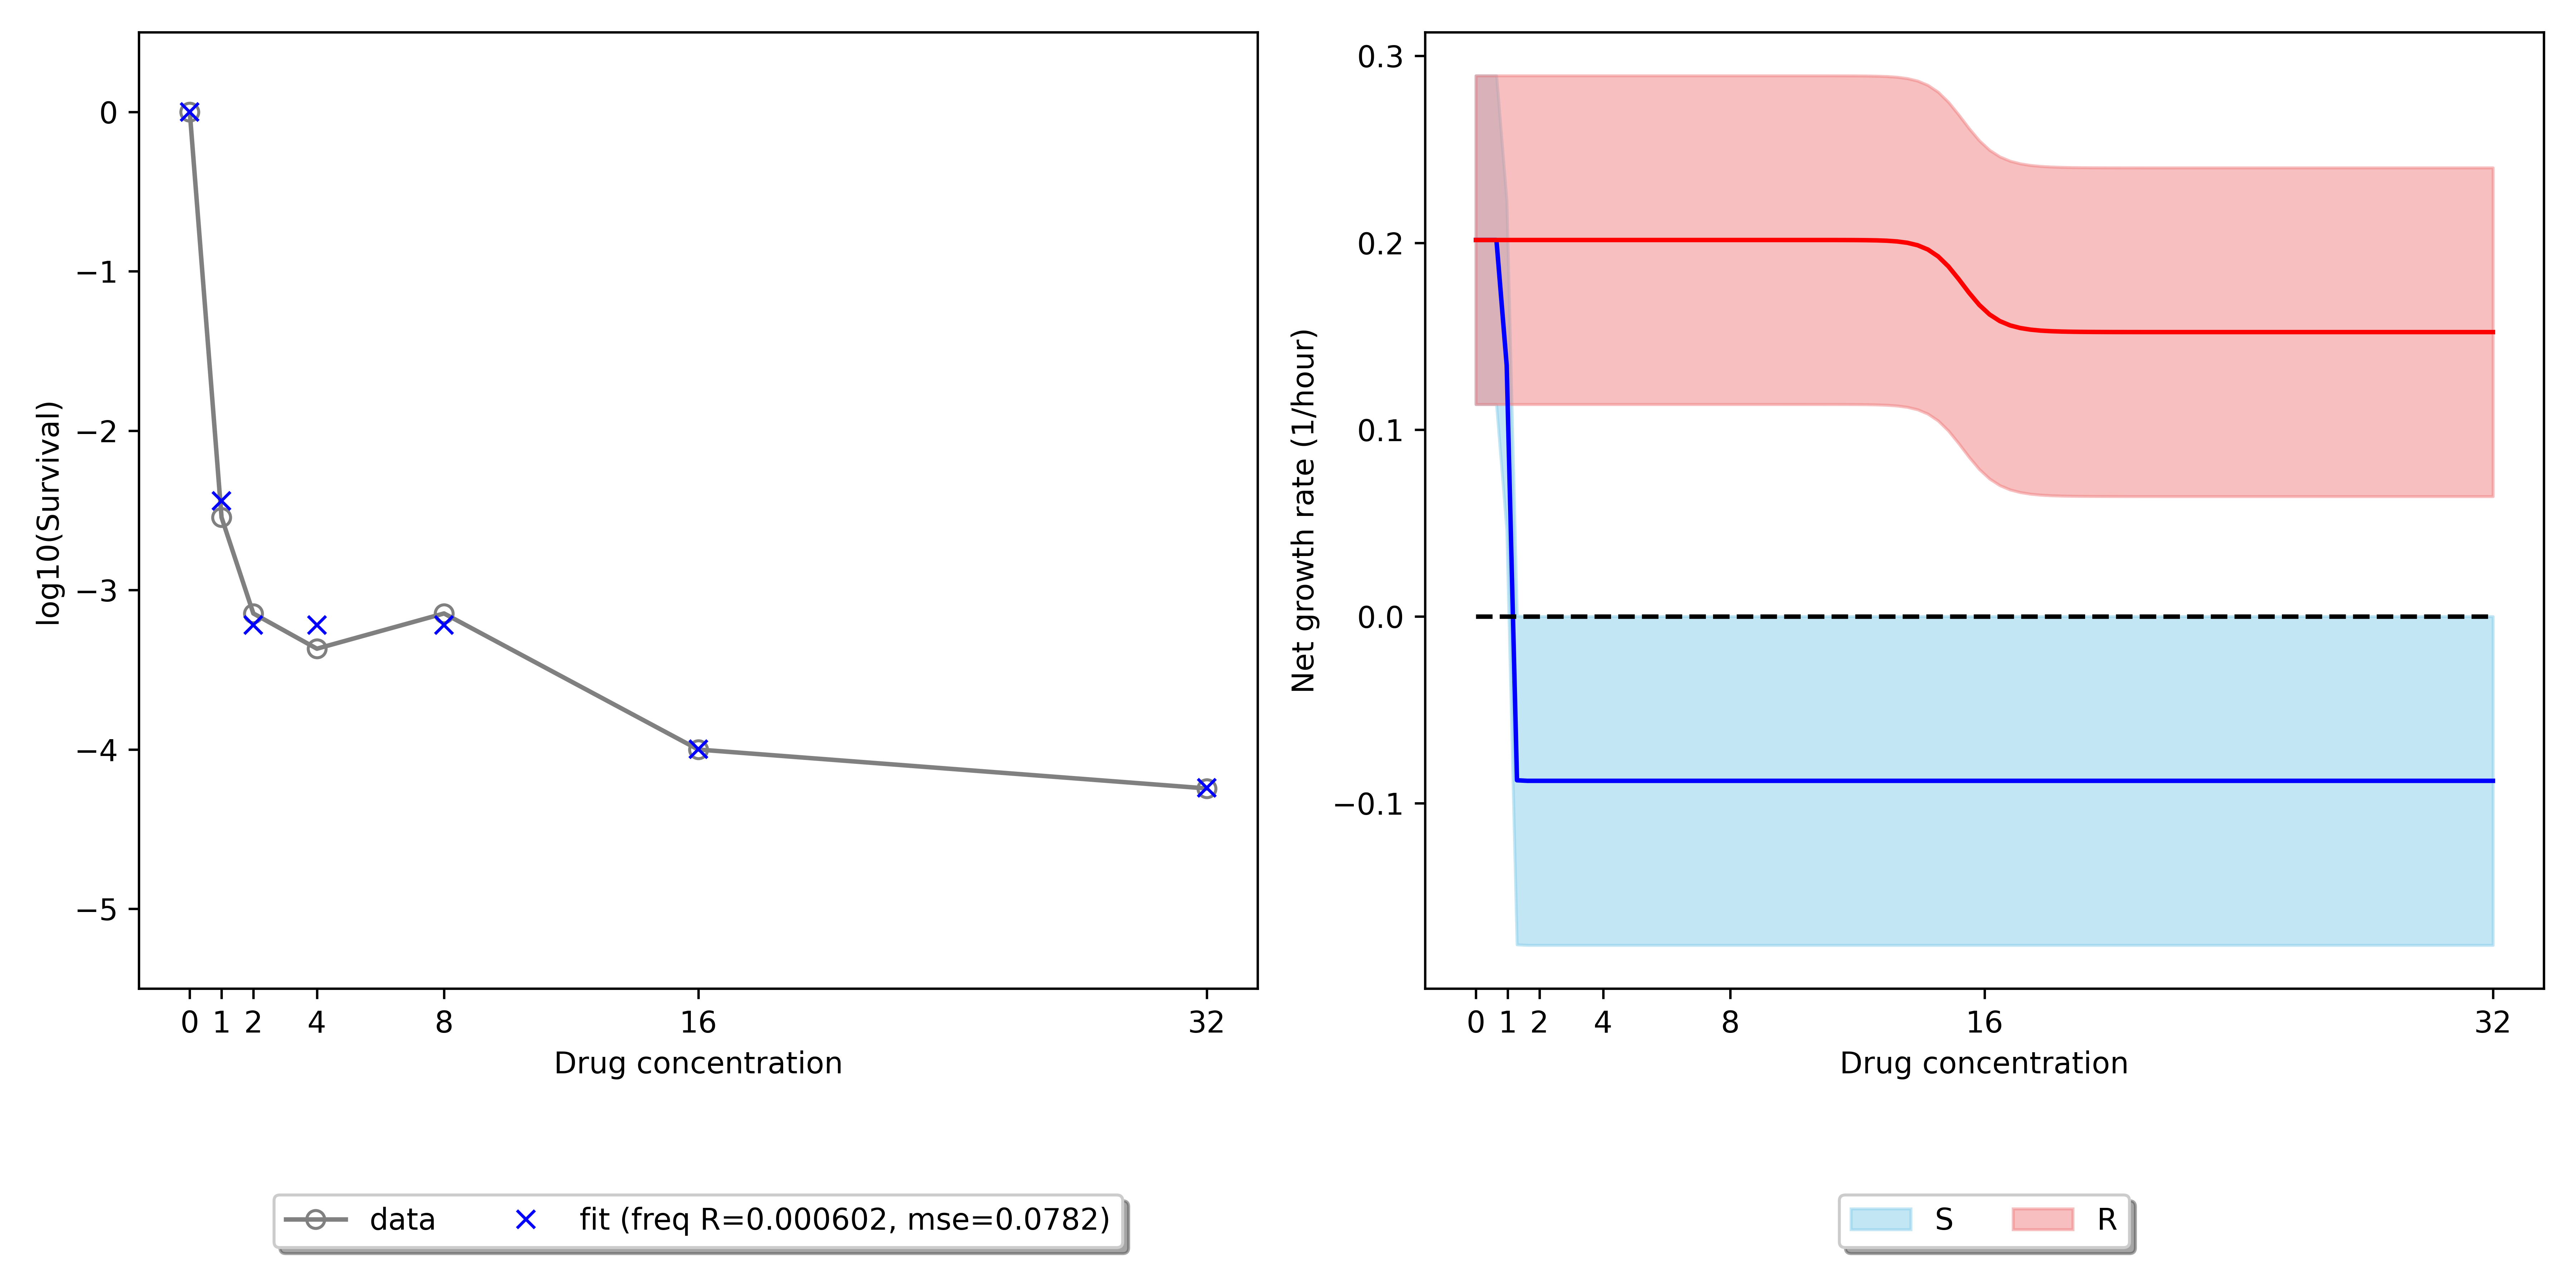 log10(Survival)
0
−1
−2
−3
−4
−5
0 1 2 4 8 16 32
Drug concentration
data fit (freq R=0.000602, mse=0.0782)
Net growth rate (1/hour)
0.3
0.2
0.1
0.0
−0.1
0 1 2 4 8 16 32
Drug concentration
S R